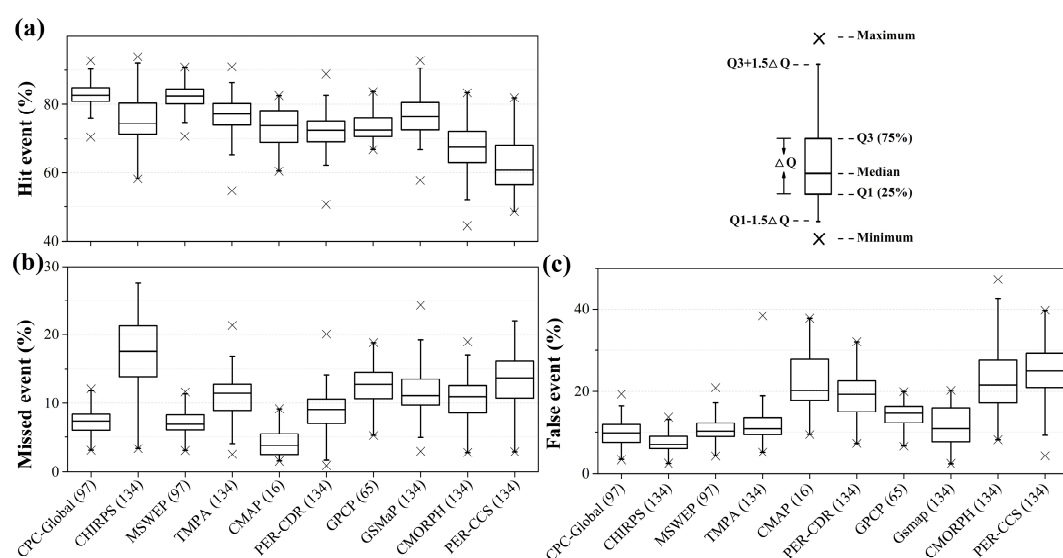 (a)
Hit event (%)
80
60
40
Maximum
Q3+1.5△Q
Q3 (75%)
△Q
Median
Q1 (25%)
Q1-1.5△Q
Minimum
(b)
Missed event (%)
30
20
10
0
CPC-Global (97)
CHIRPS (134)
MSWEP (97)
TMPA (134)
CMAP (16)
PER-CDR (134)
GPCP (65)
GSMaP (134)
CMORPH (134)
PER-CCS (134)
(c)
False event (%)
40
20
0
CPC-Global (97)
CHIRPS (134)
MSWEP (97)
TMPA (134)
CMAP (16)
PER-CDR (134)
GPCP (65)
Gsmap (134)
CMORPH (134)
PER-CCS (134)